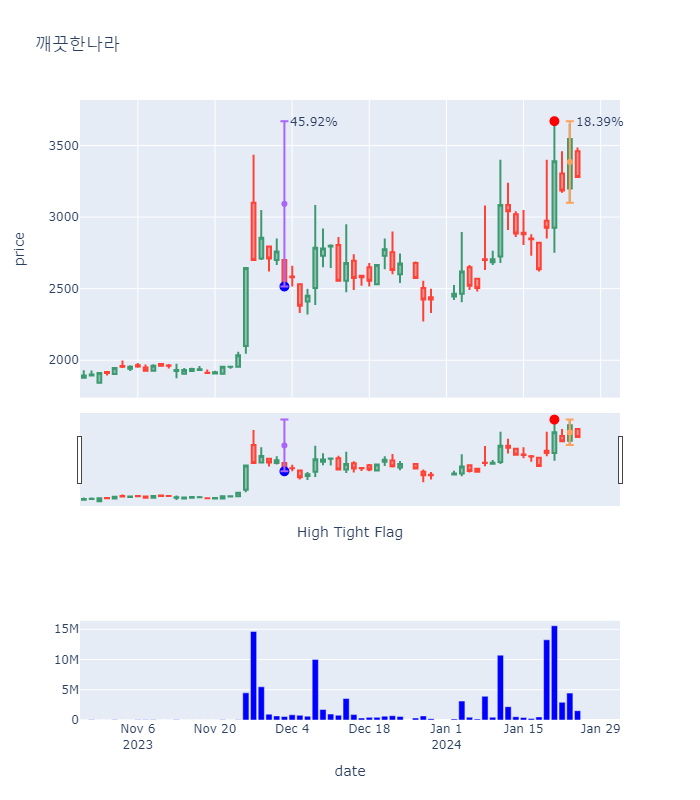 깨끗한나라
45.92%
18.39%
3500
3000
2500
2000
price
High Tight Flag
15M
10M
5M
0
Nov 6 Nov 20 Dec 4 Dec 18 Jan 1 Jan 15 Jan 29
2023 2024
date